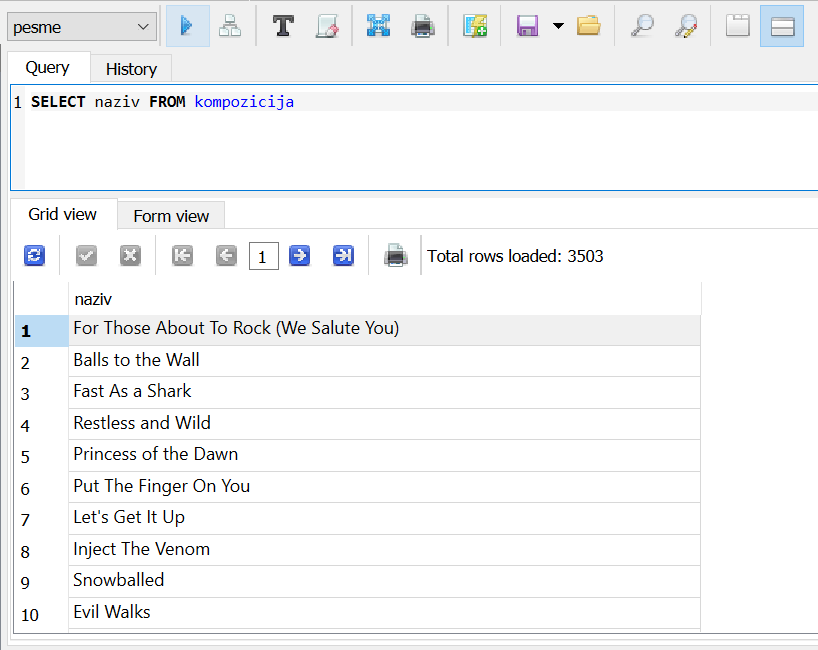 pesme
Query
History
1 SELECT naziv FROM kompozicija
Grid view
Form view
1
Total rows loaded: 3503
naziv
1 For Those About To Rock (We Salute You)
2 Balls to the Wall
3 Fast As a Shark
4 Restless and Wild
5 Princess of the Dawn
6 Put The Finger On You
7 Let's Get It Up
8 Inject The Venom
9 Snowballed
10 Evil Walks